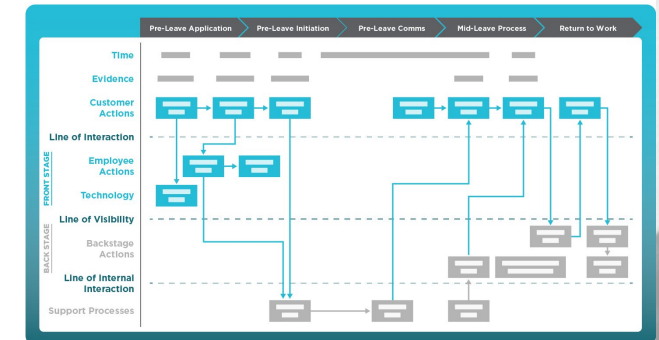 Pre-Leave Application
Pre-Leave Initiation
Pre-Leave Comms
Mid-Leave Process
Return to Work
Time
Evidence
Customer
Actions
Line of Interaction
FRONT STAGE
Employee
Actions
Technology
Line of Visibility
BACK STAGE
Backstage
Actions
Line of Internal
Interaction
Support Processes